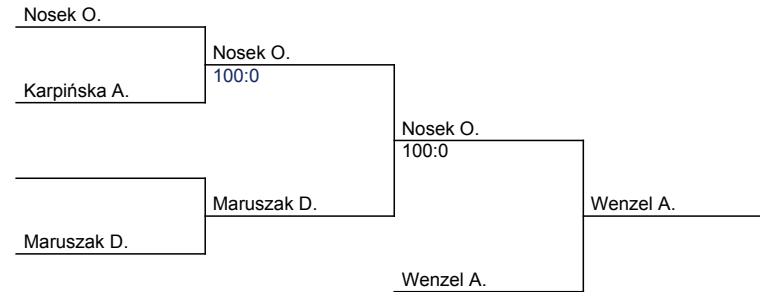 Nosek O.
Nosek O.
100:0
Karpińska A.
Nosek O.
100:0
Maruszak D.
Wenzel A.
Maruszak D.
Wenzel A.